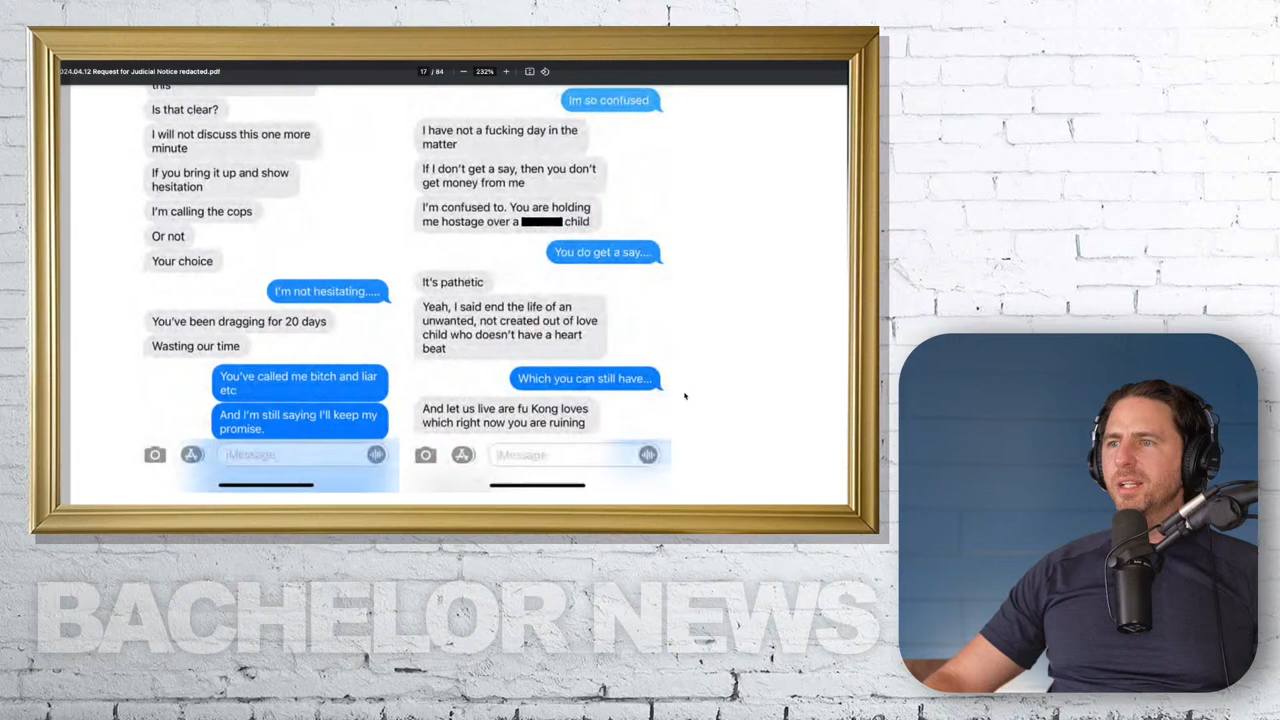 024.04.12 Request for Judicial Notice redacted.pdf
17 / 84
232%
this
Is that clear?
I will not discuss this one more
minute
If you bring it up and show
hesitation
I'm calling the cops
Or not
Your choice
I'm not hesitating.....
You've been dragging for 20 days
Wasting our time
You've called me bitch and liar
etc
And I'm still saying I'll keep my
promise.
iMessage
Im so confused
I have not a fucking day in the
matter
If I don't get a say, then you don't
get money from me
I'm confused to. You are holding
me hostage over a child
You do get a say....
It's pathetic
Yeah, I said end the life of an
unwanted, not created out of love
child who doesn't have a heart
beat
Which you can still have...
And let us live are fu Kong loves
which right now you are ruining
iMessage
BACHELOR NEWS